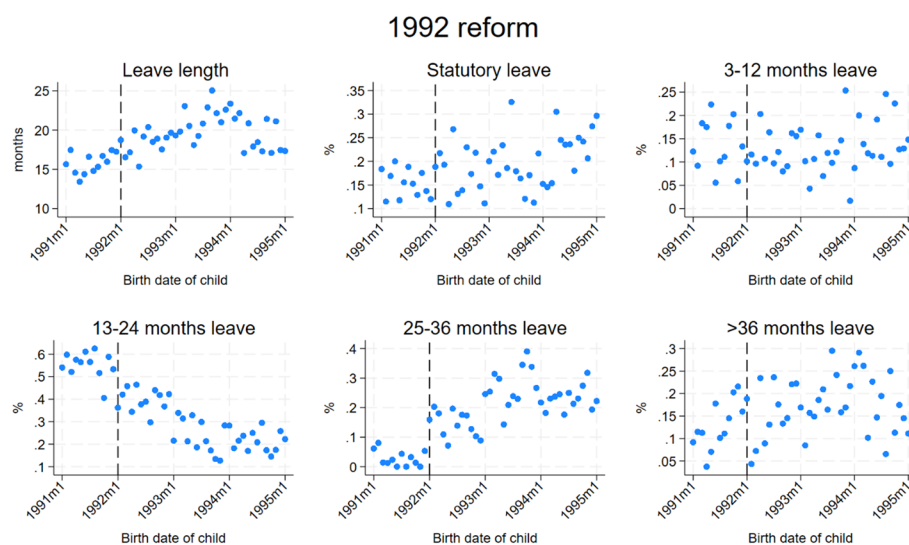 1992 reform
Leave length
months
25
20
15
10
1991m1
1992m1
1993m1
1994m1
1995m1
Birth date of child
Statutory leave
%
.35
.3
.25
.2
.15
.1
1991m1
1992m1
1993m1
1994m1
1995m1
Birth date of child
3-12 months leave
%
.25
.2
.15
.1
.05
0
1991m1
1992m1
1993m1
1994m1
1995m1
Birth date of child
13-24 months leave
%
.6
.5
.4
.3
.2
.1
1991m1
1992m1
1993m1
1994m1
1995m1
Birth date of child
25-36 months leave
%
.4
.3
.2
.1
0
1991m1
1992m1
1993m1
1994m1
1995m1
Birth date of child
>36 months leave
%
.3
.25
.2
.15
.1
.05
1991m1
1992m1
1993m1
1994m1
1995m1
Birth date of child